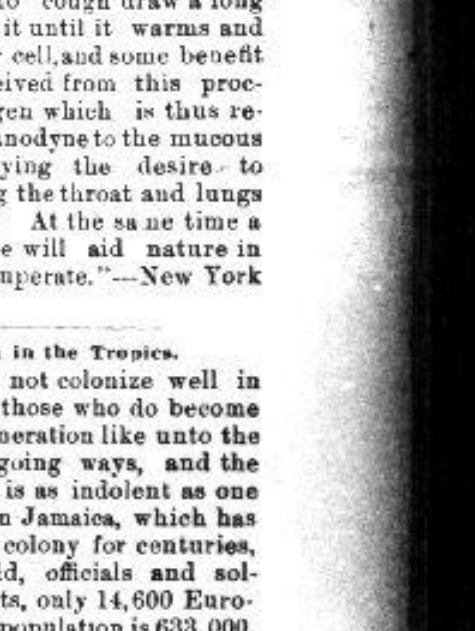 cough draw a long
it until it warms and
cell, and some benefit
eived from this proc-
gen which is thus re-
anodyne to the mucous
ying the desire to
g the throat and lungs
At the sa ne time a
e will aid nature in
mperate."—New York
in the Tropics.
not colonize well in
those who do become
neration like unto the
going ways, and the
is as indolent as one
n Jamaica, which has
colony for centuries,
d, officials and sol-
ts, only 14,600 Euro-
population is 633,000